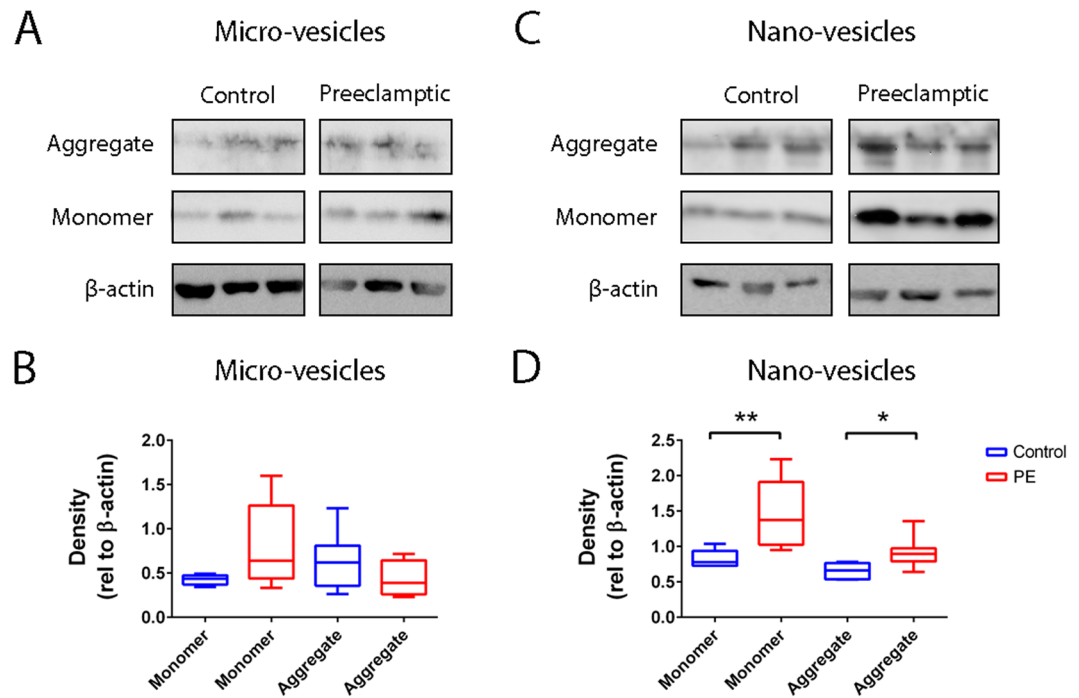 A
Micro-vesicles
Control
Preeclamptic
Aggregate
Monomer
β-actin
C
Nano-vesicles
Control
Preeclamptic
Aggregate
Monomer
β-actin
B
Micro-vesicles
Density
(rel to β-actin)
2.0
1.5
1.0
0.5
0.0
Monomer
Monomer
Aggregate
Aggregate
D
Nano-vesicles
Density
(rel to β-actin)
2.5
2.0
1.5
1.0
0.5
0.0
**
*
Monomer
Monomer
Aggregate
Aggregate
Control
PE